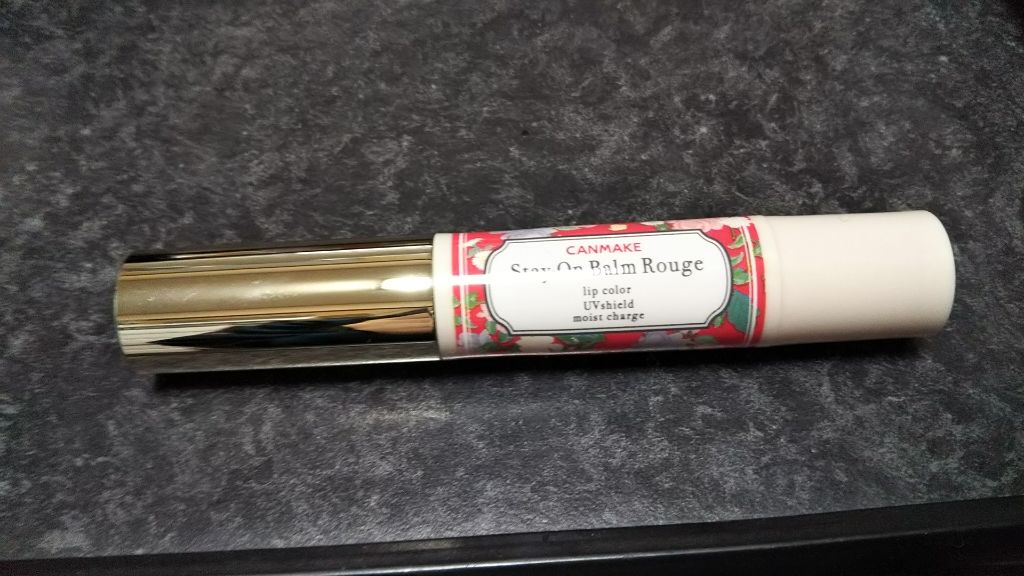 CANMAKE
Stay On Balm Rouge
lip color
UVshield
moist charge